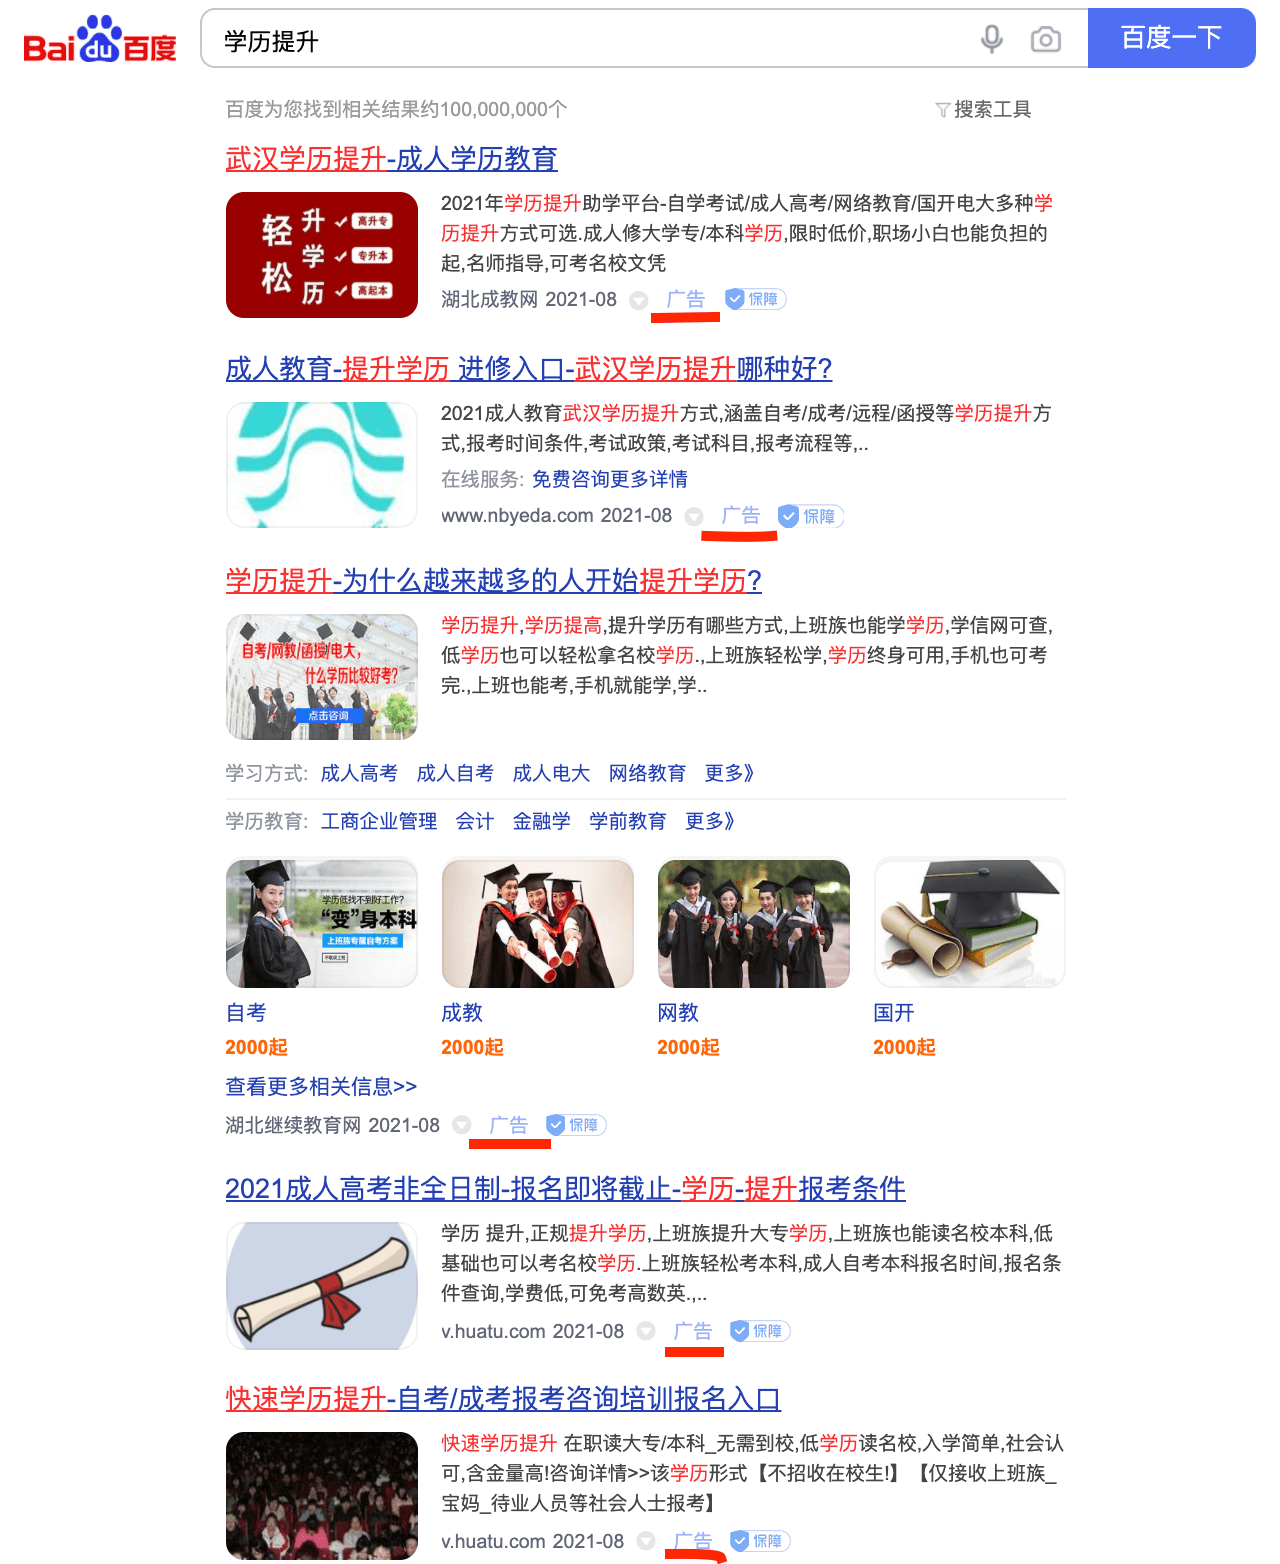 Baidu百度
学历提升
百度一下
百度为您找到相关结果约100,000,000个
搜索工具
武汉学历提升-成人学历教育
轻松
升学历
高升专
专升本
高起本
2021年学历提升助学平台-自学考试/成人高考/网络教育/国开电大多种学
历提升方式可选.成人修大学专/本科学历,限时低价,职场小白也能负担的
起,名师指导,可考名校文凭
湖北成教网 2021-08 广告 保障
成人教育-提升学历 进修入口-武汉学历提升哪种好?
2021成人教育武汉学历提升方式,涵盖自考/成考/远程/函授等学历提升方
式,报考时间条件,考试政策,考试科目,报考流程等,..
在线服务: 免费咨询更多详情
www.nbyeda.com 2021-08 广告 保障
学历提升-为什么越来越多的人开始提升学历?
自考/网教/函授/电大,
什么学历比较好考?
点击咨询
学历提升,学历提高,提升学历有哪些方式,上班族也能学学历,学信网可查,
低学历也可以轻松拿名校学历.,上班族轻松学,学历终身可用,手机也可考
完.,上班也能考,手机就能学,学..
学习方式: 成人高考 成人自考 成人电大 网络教育 更多》
学历教育: 工商企业管理 会计 金融学 学前教育 更多》
学历低找不到好工作?
“变”身本科
上班族专属自考方案
自考 成教 网教 国开
2000起 2000起 2000起 2000起
查看更多相关信息>>
湖北继续教育网 2021-08 广告 保障
2021成人高考非全日制-报名即将截止-学历-提升报考条件
学历 提升,正规提升学历,上班族提升大专学历,上班族也能读名校本科,低
基础也可以考名校学历.上班族轻松考本科,成人自考本科报名时间,报名条
件查询,学费低,可免考高数英.,..
v.huatu.com 2021-08 广告 保障
快速学历提升-自考/成考报考咨询培训报名入口
快速学历提升 在职读大专/本科_无需到校,低学历读名校,入学简单,社会认
可,含金量高!咨询详情>>该学历形式【不招收在校生!】【仅接收上班族_
宝妈_待业人员等社会人士报考】
v.huatu.com 2021-08 广告 保障